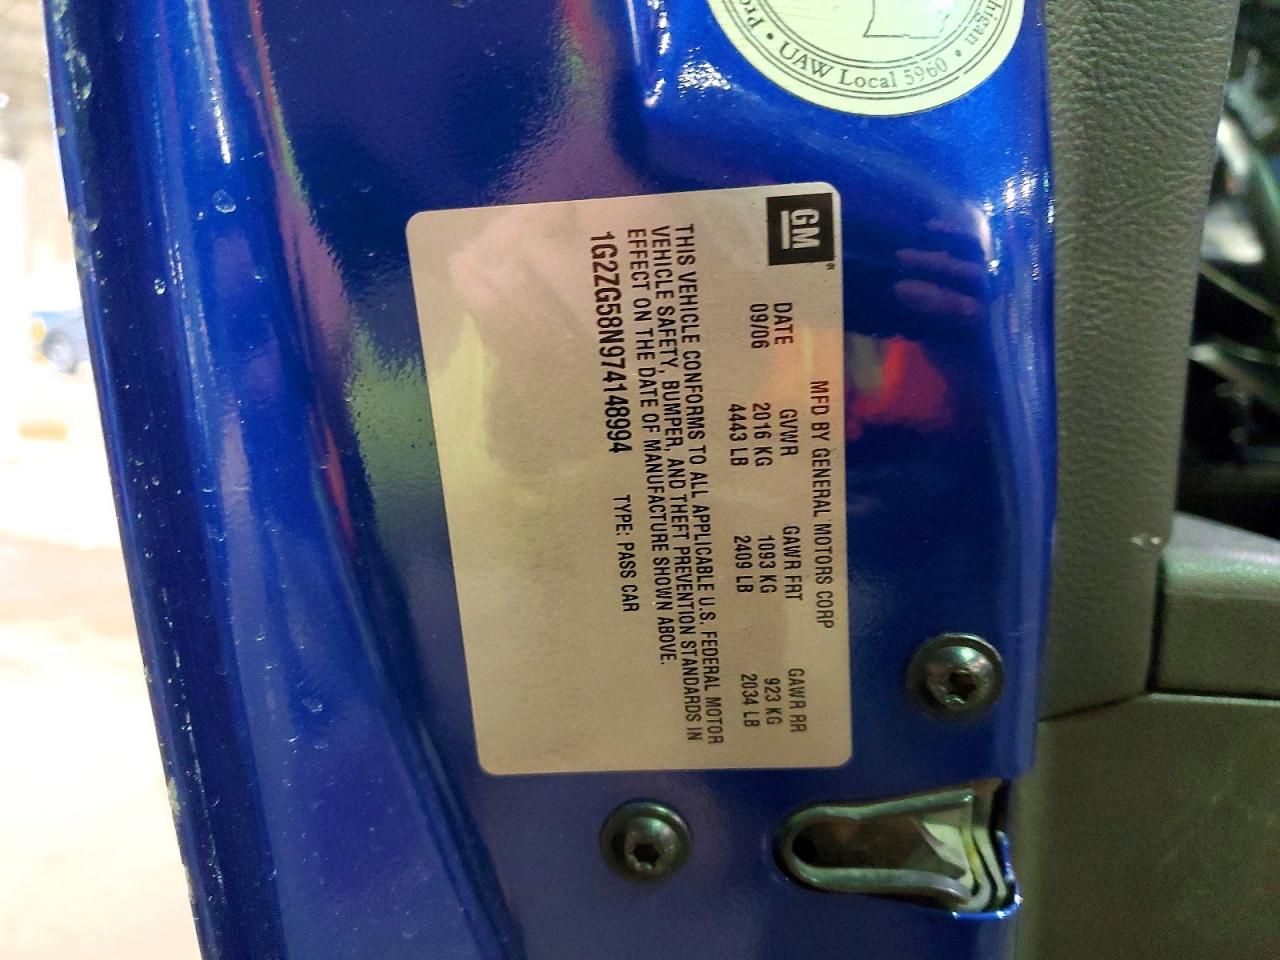 higan • UAW Local 5960 • Pro
GM®
MFD BY GENERAL MOTORS CORP
DATE GVWR GAWR FRT GAWR RR
09/06 2016 KG 1093 KG 923 KG
4443 LB 2409 LB 2034 LB
THIS VEHICLE CONFORMS TO ALL APPLICABLE U.S. FEDERAL MOTOR
VEHICLE SAFETY, BUMPER, AND THEFT PREVENTION STANDARDS IN
EFFECT ON THE DATE OF MANUFACTURE SHOWN ABOVE.
1G2ZG58N974148994 TYPE: PASS CAR